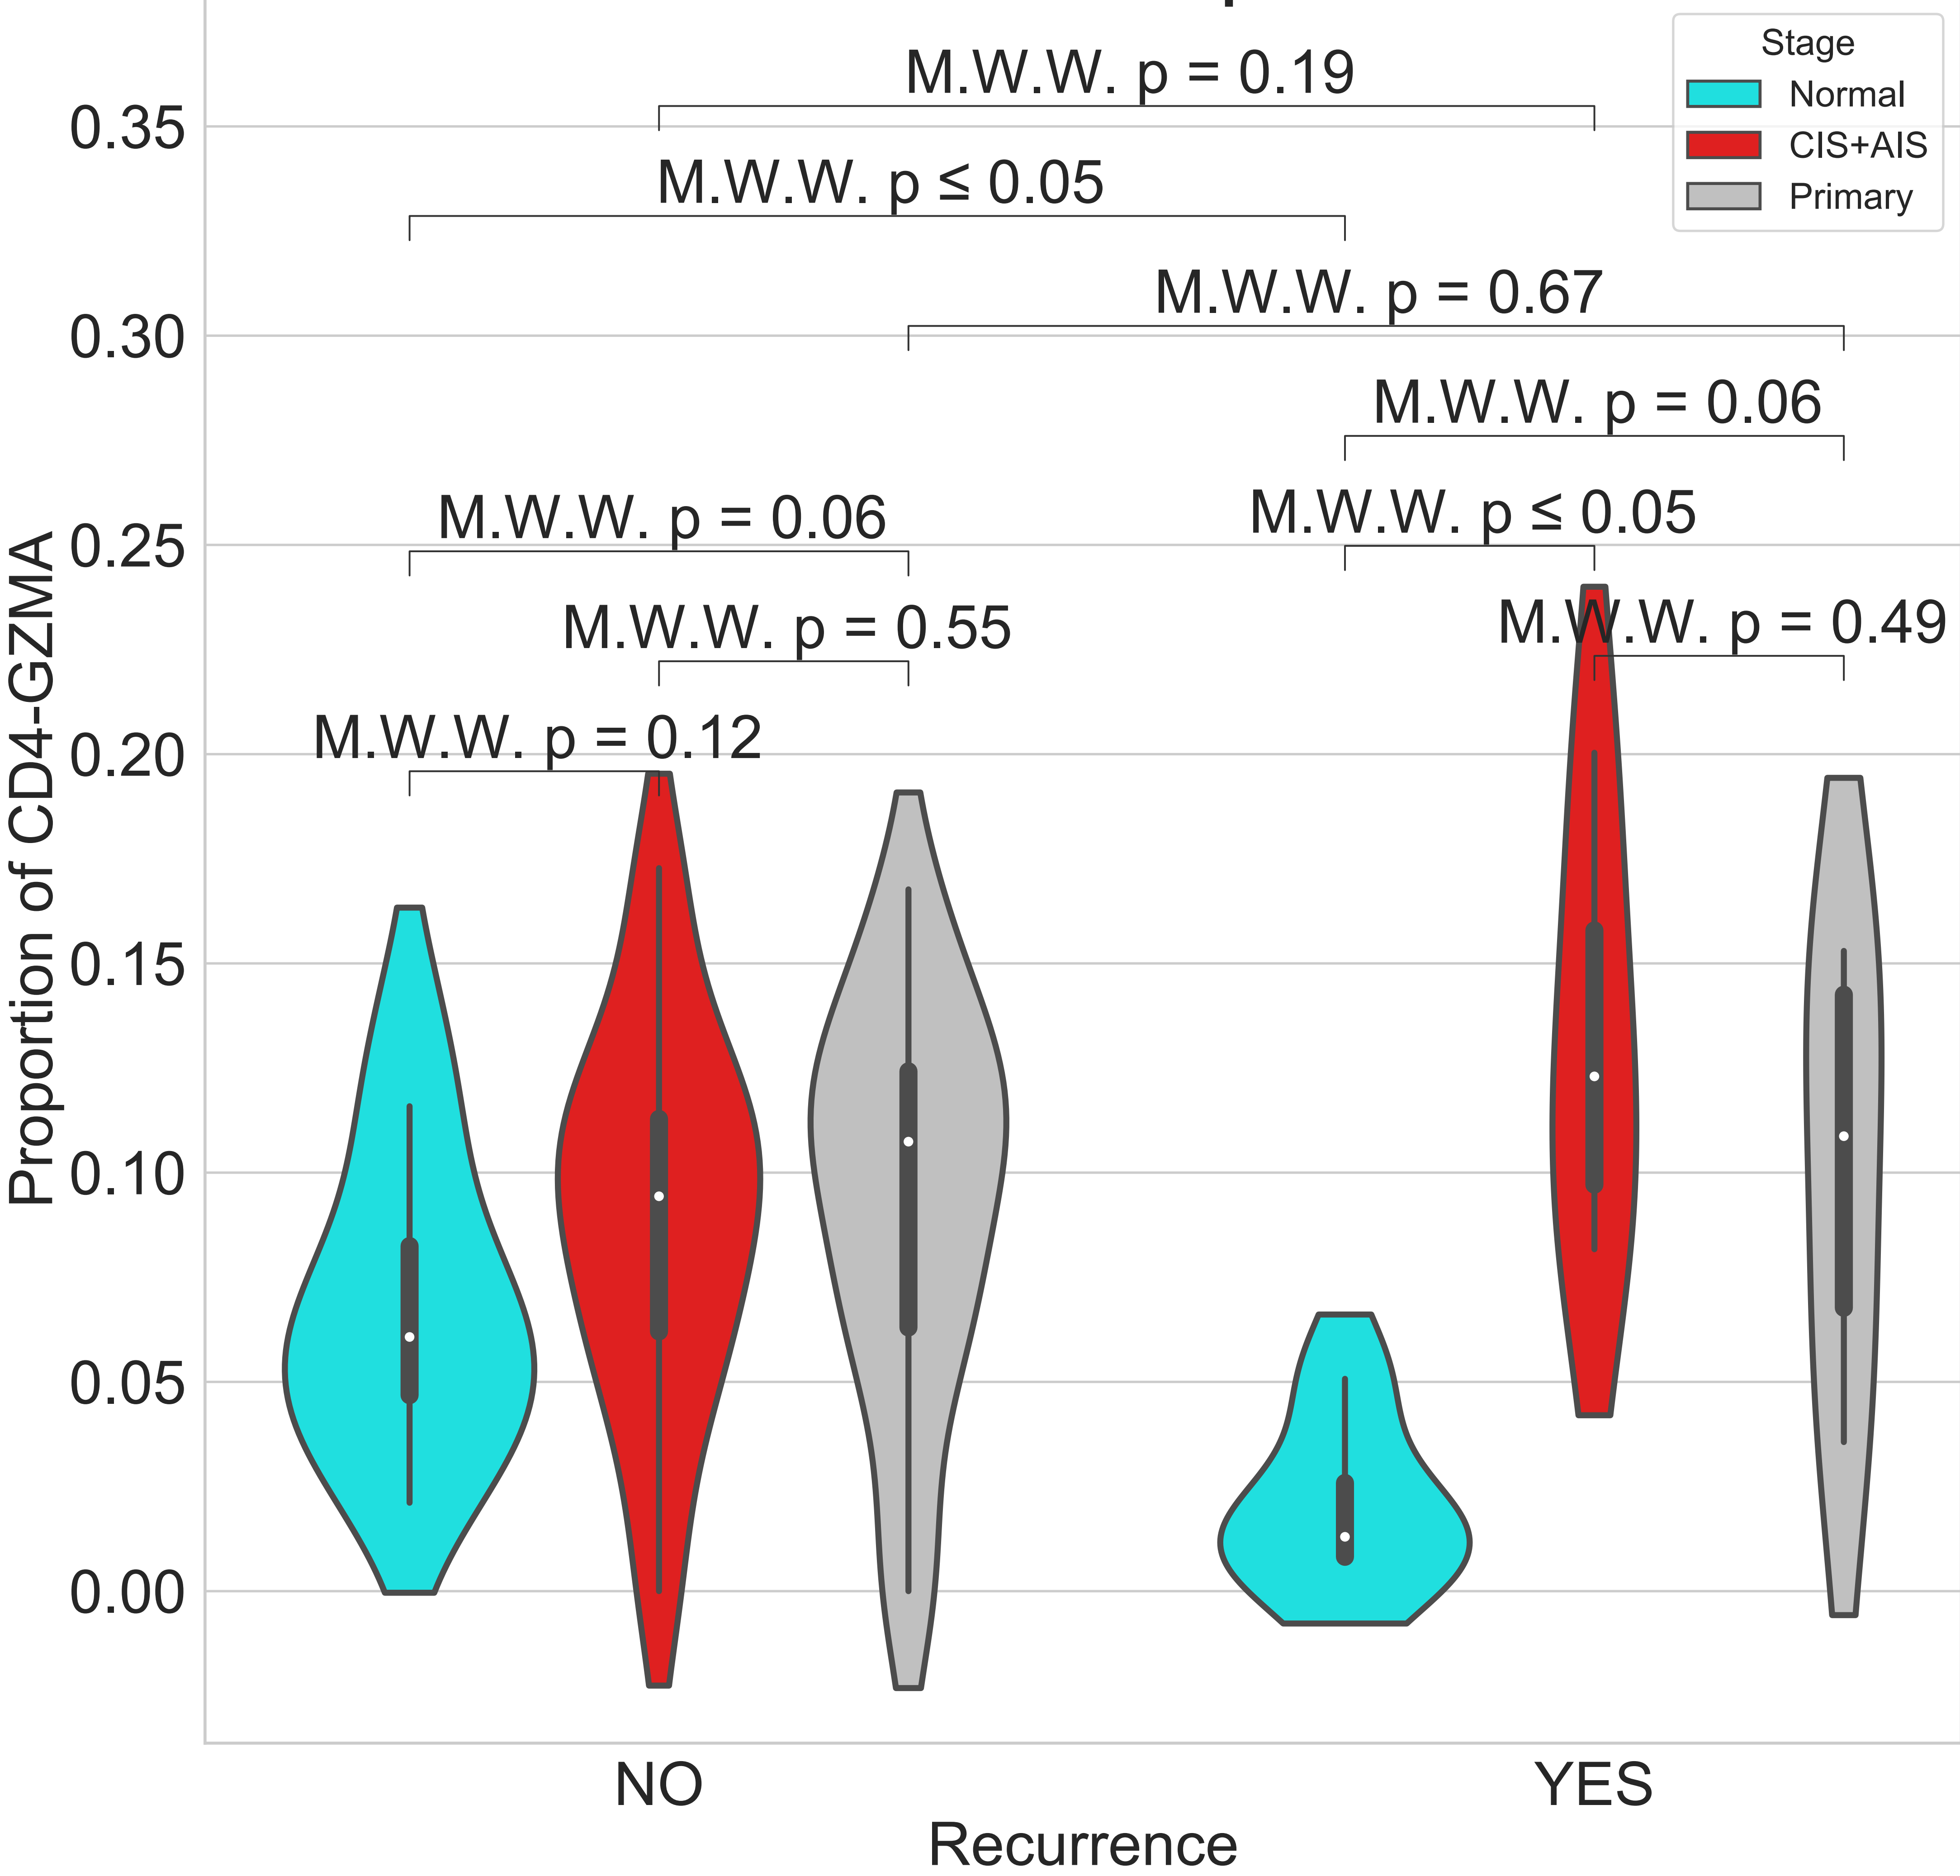 Stage
Normal
CIS+AIS
Primary
M.W.W. p = 0.19
M.W.W. p ≤ 0.05
M.W.W. p = 0.67
M.W.W. p = 0.06
M.W.W. p = 0.06
M.W.W. p ≤ 0.05
M.W.W. p = 0.55
M.W.W. p = 0.49
M.W.W. p = 0.12
0.35
0.30
0.25
0.20
0.15
0.10
0.05
0.00
Proportion of CD4-GZMA
NO
YES
Recurrence